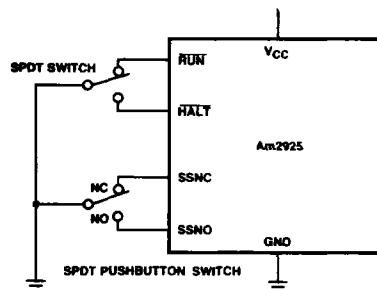 VCC
SPDT SWITCH
RUN
HALT
Am2925
NC
SSNC
NO
SSNO
GND
SPDT PUSHBUTTON SWITCH